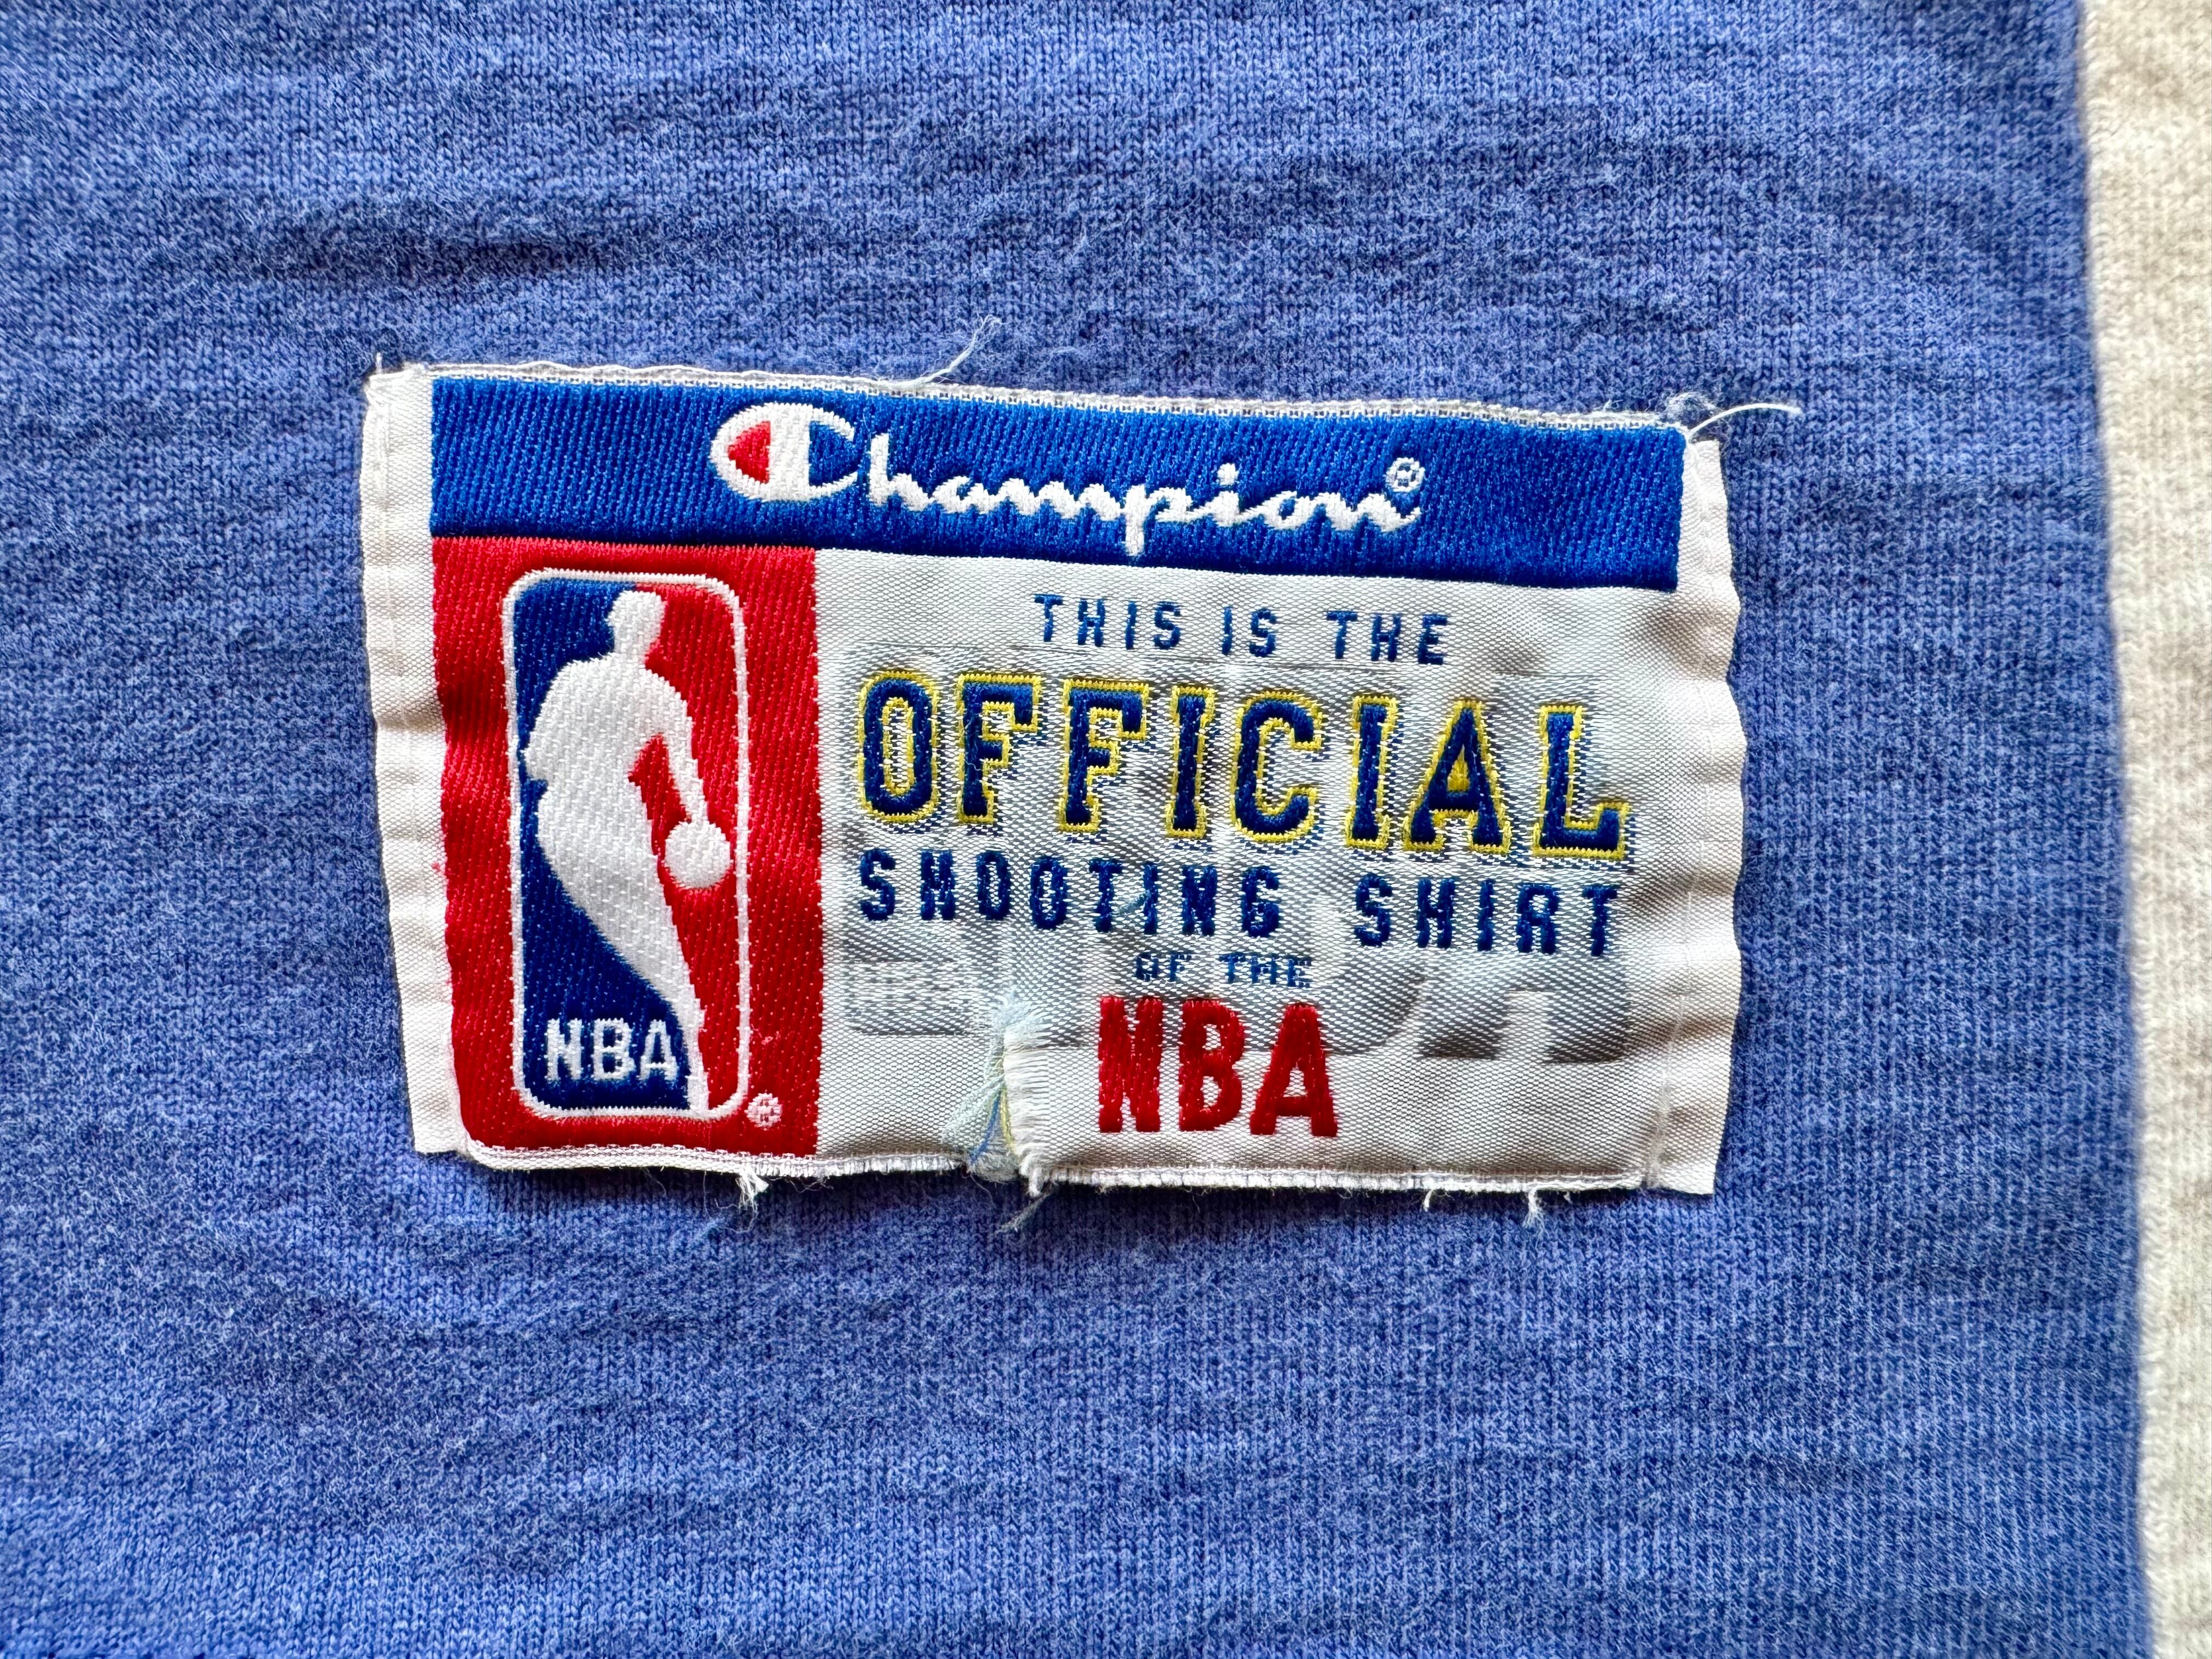 Champion®
THIS IS THE
OFFICIAL
SHOOTING SHIRT
OF THE
NBA
NBA®